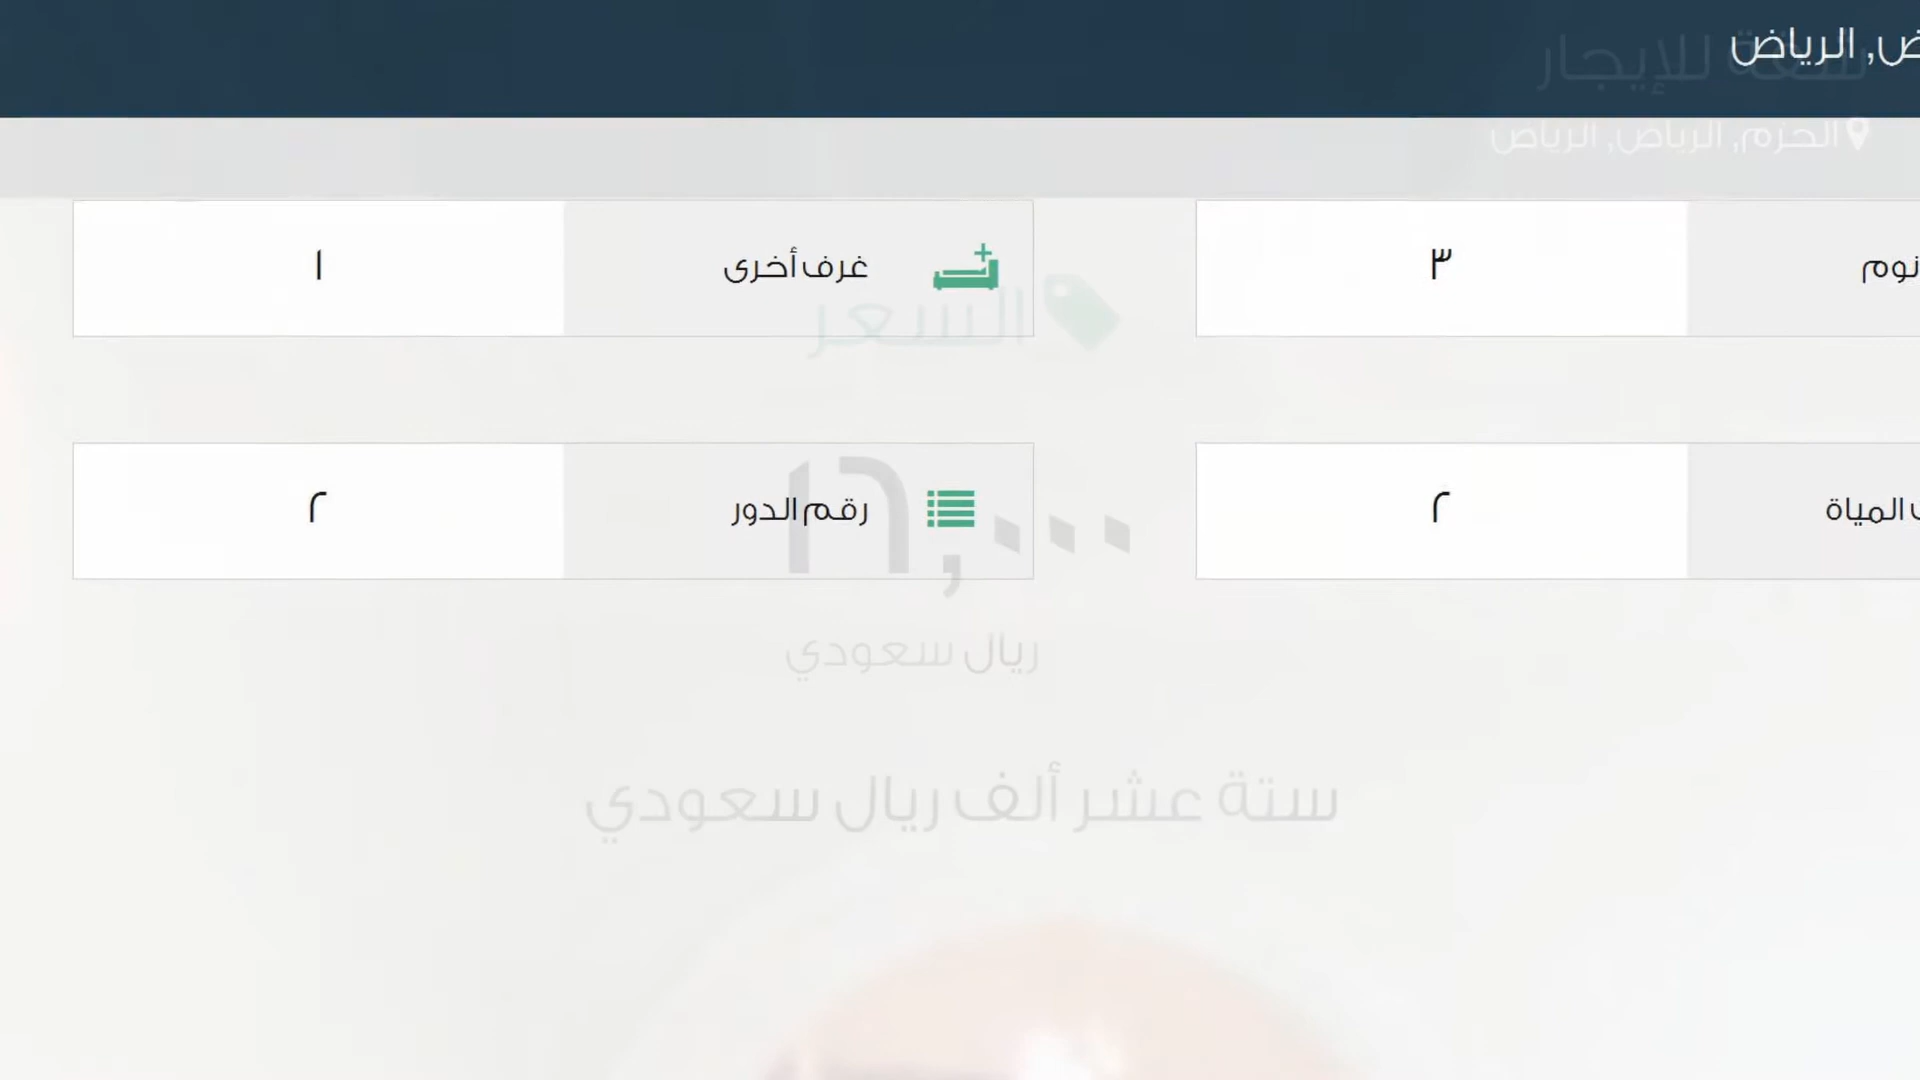 ض, الرياض
شقة للإيجار
الحزم, الرياض, الرياض
نوم
٣
غرف أخرى
١
السعر
المياة
٢
رقم الدور
٢
١٦,٠٠٠
ريال سعودي
ستة عشر ألف ريال سعودي